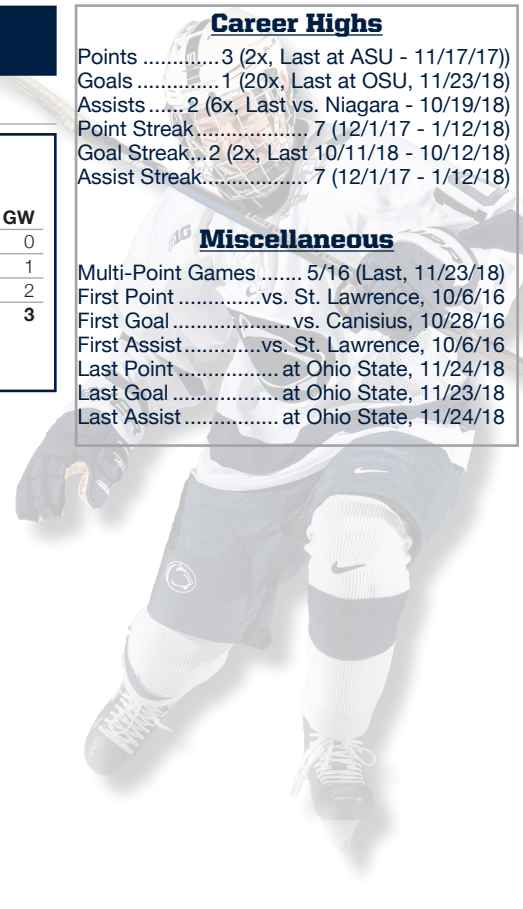 GW
0
1
2
3
Career Highs
Points .............3 (2x, Last at ASU - 11/17/17))
Goals ..............1 (20x, Last at OSU, 11/23/18)
Assists ......2 (6x, Last vs. Niagara - 10/19/18)
Point Streak................... 7 (12/1/17 - 1/12/18)
Goal Streak...2 (2x, Last 10/11/18 - 10/12/18)
Assist Streak.................. 7 (12/1/17 - 1/12/18)
Miscellaneous
Multi-Point Games ....... 5/16 (Last, 11/23/18)
First Point ..............vs. St. Lawrence, 10/6/16
First Goal ....................vs. Canisius, 10/28/16
First Assist.............vs. St. Lawrence, 10/6/16
Last Point ................ at Ohio State, 11/24/18
Last Goal .................. at Ohio State, 11/23/18
Last Assist................ at Ohio State, 11/24/18